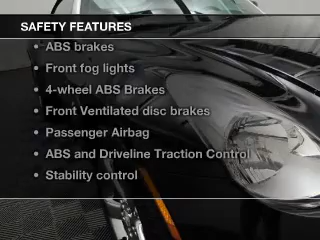 SAFETY FEATURES
• ABS brakes
• Front fog lights
• 4-wheel ABS Brakes
• Front Ventilated disc brakes
• Passenger Airbag
• ABS and Driveline Traction Control
• Stability control